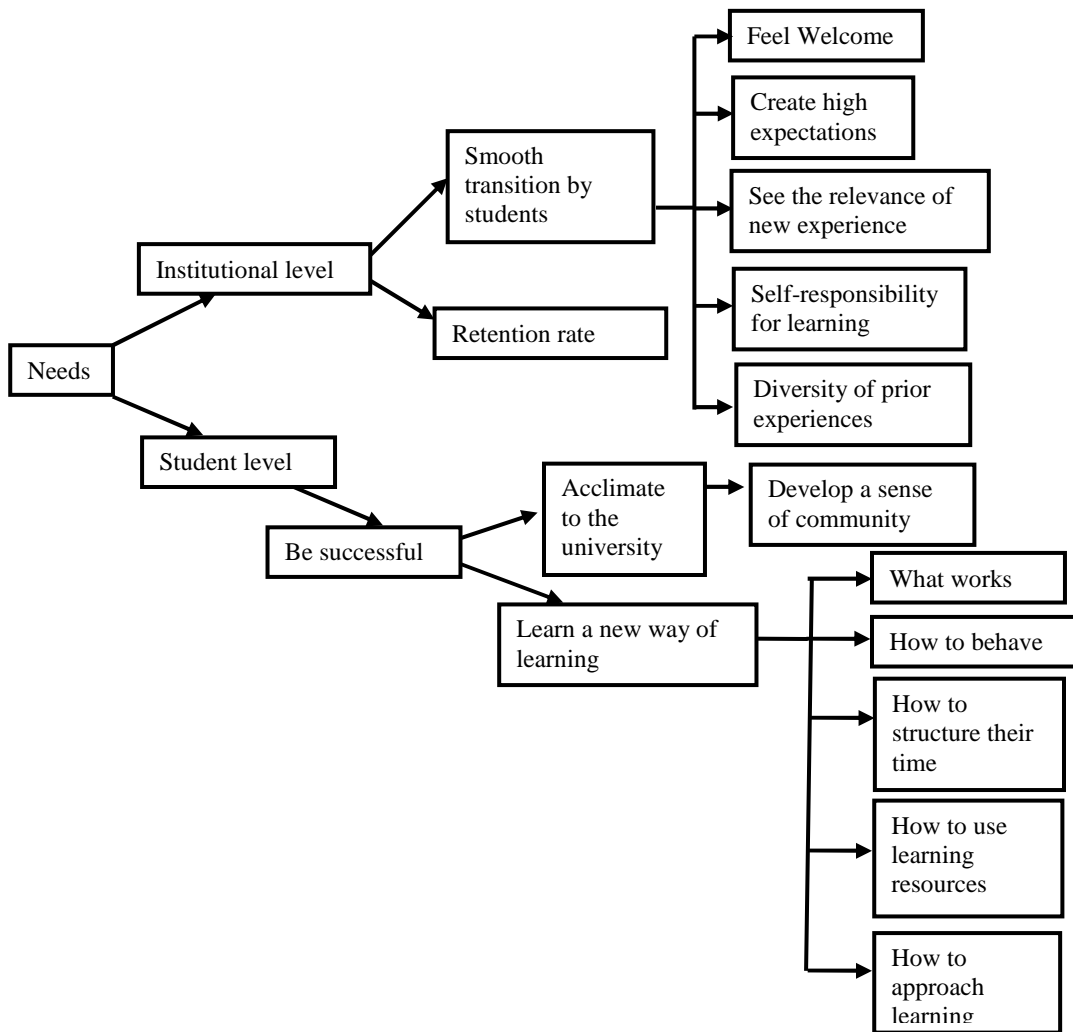 Feel Welcome
Create high
expectations
Smooth
transition by
students
See the relevance of
new experience
Institutional level
Self-responsibility
for learning
Retention rate
Needs
Diversity of prior
experiences
Student level
Acclimate
to the
university
Develop a sense
of community
Be successful
What works
Learn a new way of
learning
How to behave
How to
structure their
time
How to use
learning
resources
How to
approach
learning